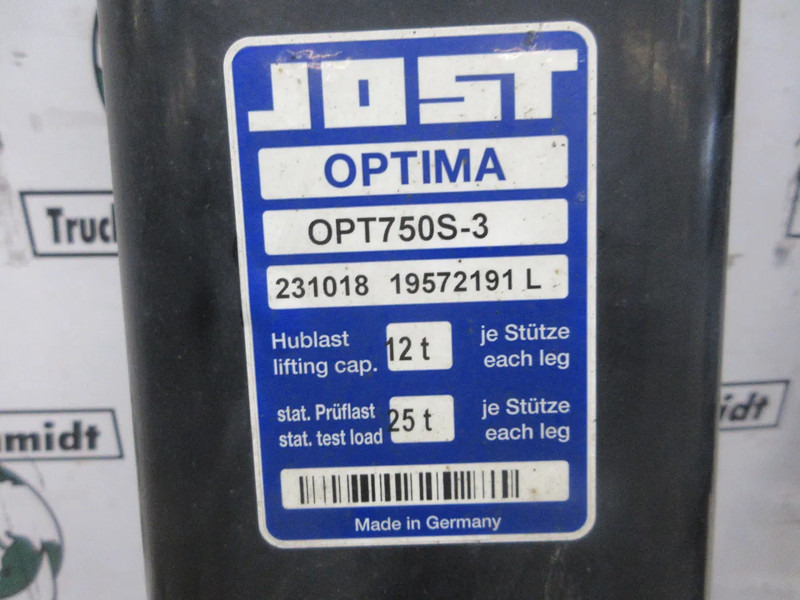 JOST
OPTIMA
OPT750S-3
231018 19572191 L
Hublast
lifting cap.
12 t
je Stütze
each leg
stat. Prüflast
stat. test load
25 t
je Stütze
each leg
Made in Germany
Truc
midt